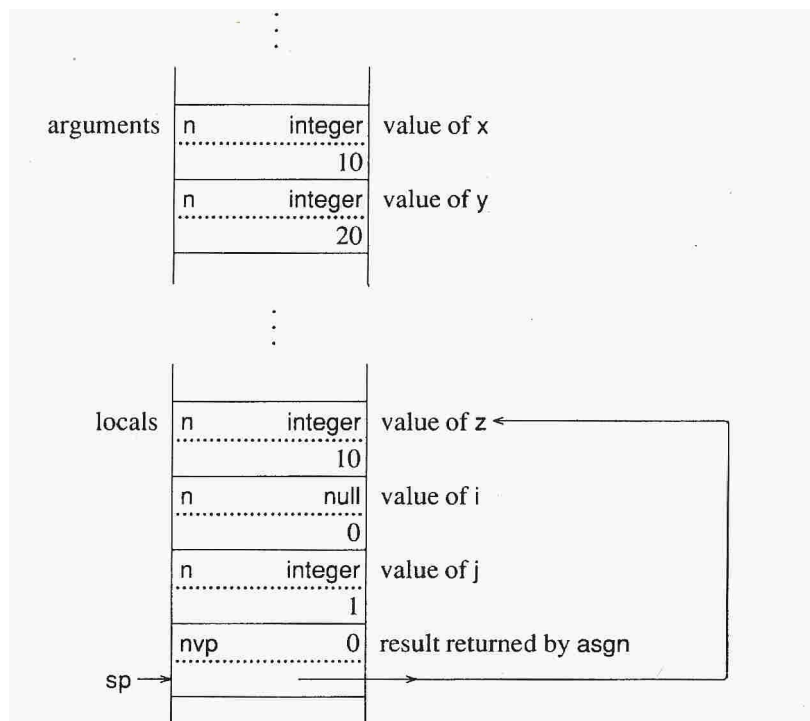 arguments n integer value of x
10
n integer value of y
20
locals n integer value of z
10
n null value of i
0
n integer value of j
1
nvp 0 result returned by asgn
sp